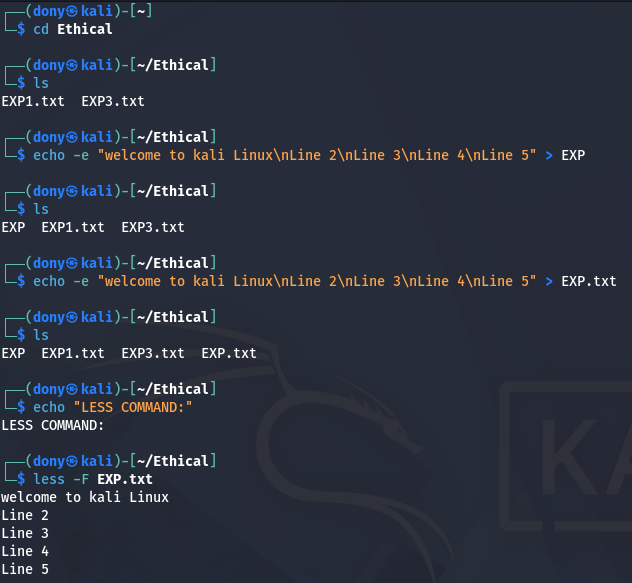 ┌──(dony㉿kali)-[~]
└─$ cd Ethical
┌──(dony㉿kali)-[~/Ethical]
└─$ ls
EXP1.txt  EXP3.txt
┌──(dony㉿kali)-[~/Ethical]
└─$ echo -e "welcome to kali Linux\nLine 2\nLine 3\nLine 4\nLine 5" > EXP
┌──(dony㉿kali)-[~/Ethical]
└─$ ls
EXP  EXP1.txt  EXP3.txt
┌──(dony㉿kali)-[~/Ethical]
└─$ echo -e "welcome to kali Linux\nLine 2\nLine 3\nLine 4\nLine 5" > EXP.txt
┌──(dony㉿kali)-[~/Ethical]
└─$ ls
EXP  EXP1.txt  EXP3.txt  EXP.txt
┌──(dony㉿kali)-[~/Ethical]
└─$ echo "LESS COMMAND:"
LESS COMMAND:
┌──(dony㉿kali)-[~/Ethical]
└─$ less -F EXP.txt
welcome to kali Linux
Line 2
Line 3
Line 4
Line 5
KA